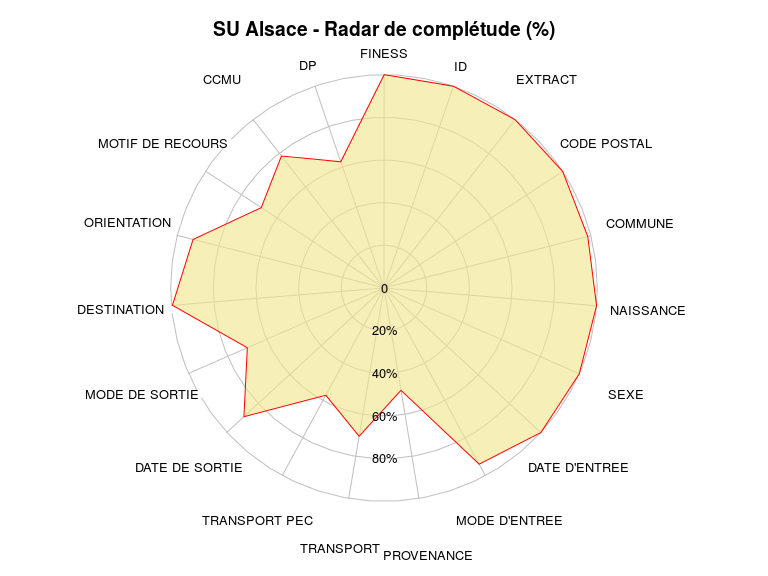 SU Alsace - Radar de complétude (%)
FINESS
ID
EXTRACT
CODE POSTAL
COMMUNE
NAISSANCE
SEXE
DATE D'ENTREE
MODE D'ENTREE
PROVENANCE
TRANSPORT
TRANSPORT PEC
DATE DE SORTIE
MODE DE SORTIE
DESTINATION
ORIENTATION
MOTIF DE RECOURS
CCMU
DP
0
20%
40%
60%
80%